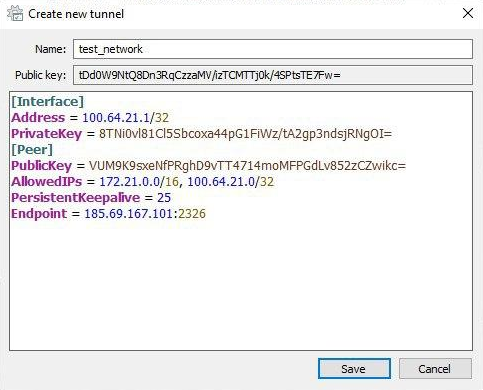 Create new tunnel
Name: test_network
Public key: tDd0W9NtQ8Dn3RqCzzaMV/izTCMTTj0k/4SPtsTE7Fw=
[Interface]
Address = 100.64.21.1/32
PrivateKey = 8TNi0vl81Cl5Sbcoxa44pG1FiWz/tA2gp3ndsjRNgOI=
[Peer]
PublicKey = VUM9K9sxeNfPRghD9vTT4714moMFPGdLv852zCZwikc=
AllowedIPs = 172.21.0.0/16, 100.64.21.0/32
PersistentKeepalive = 25
Endpoint = 185.69.167.101:2326
Save Cancel